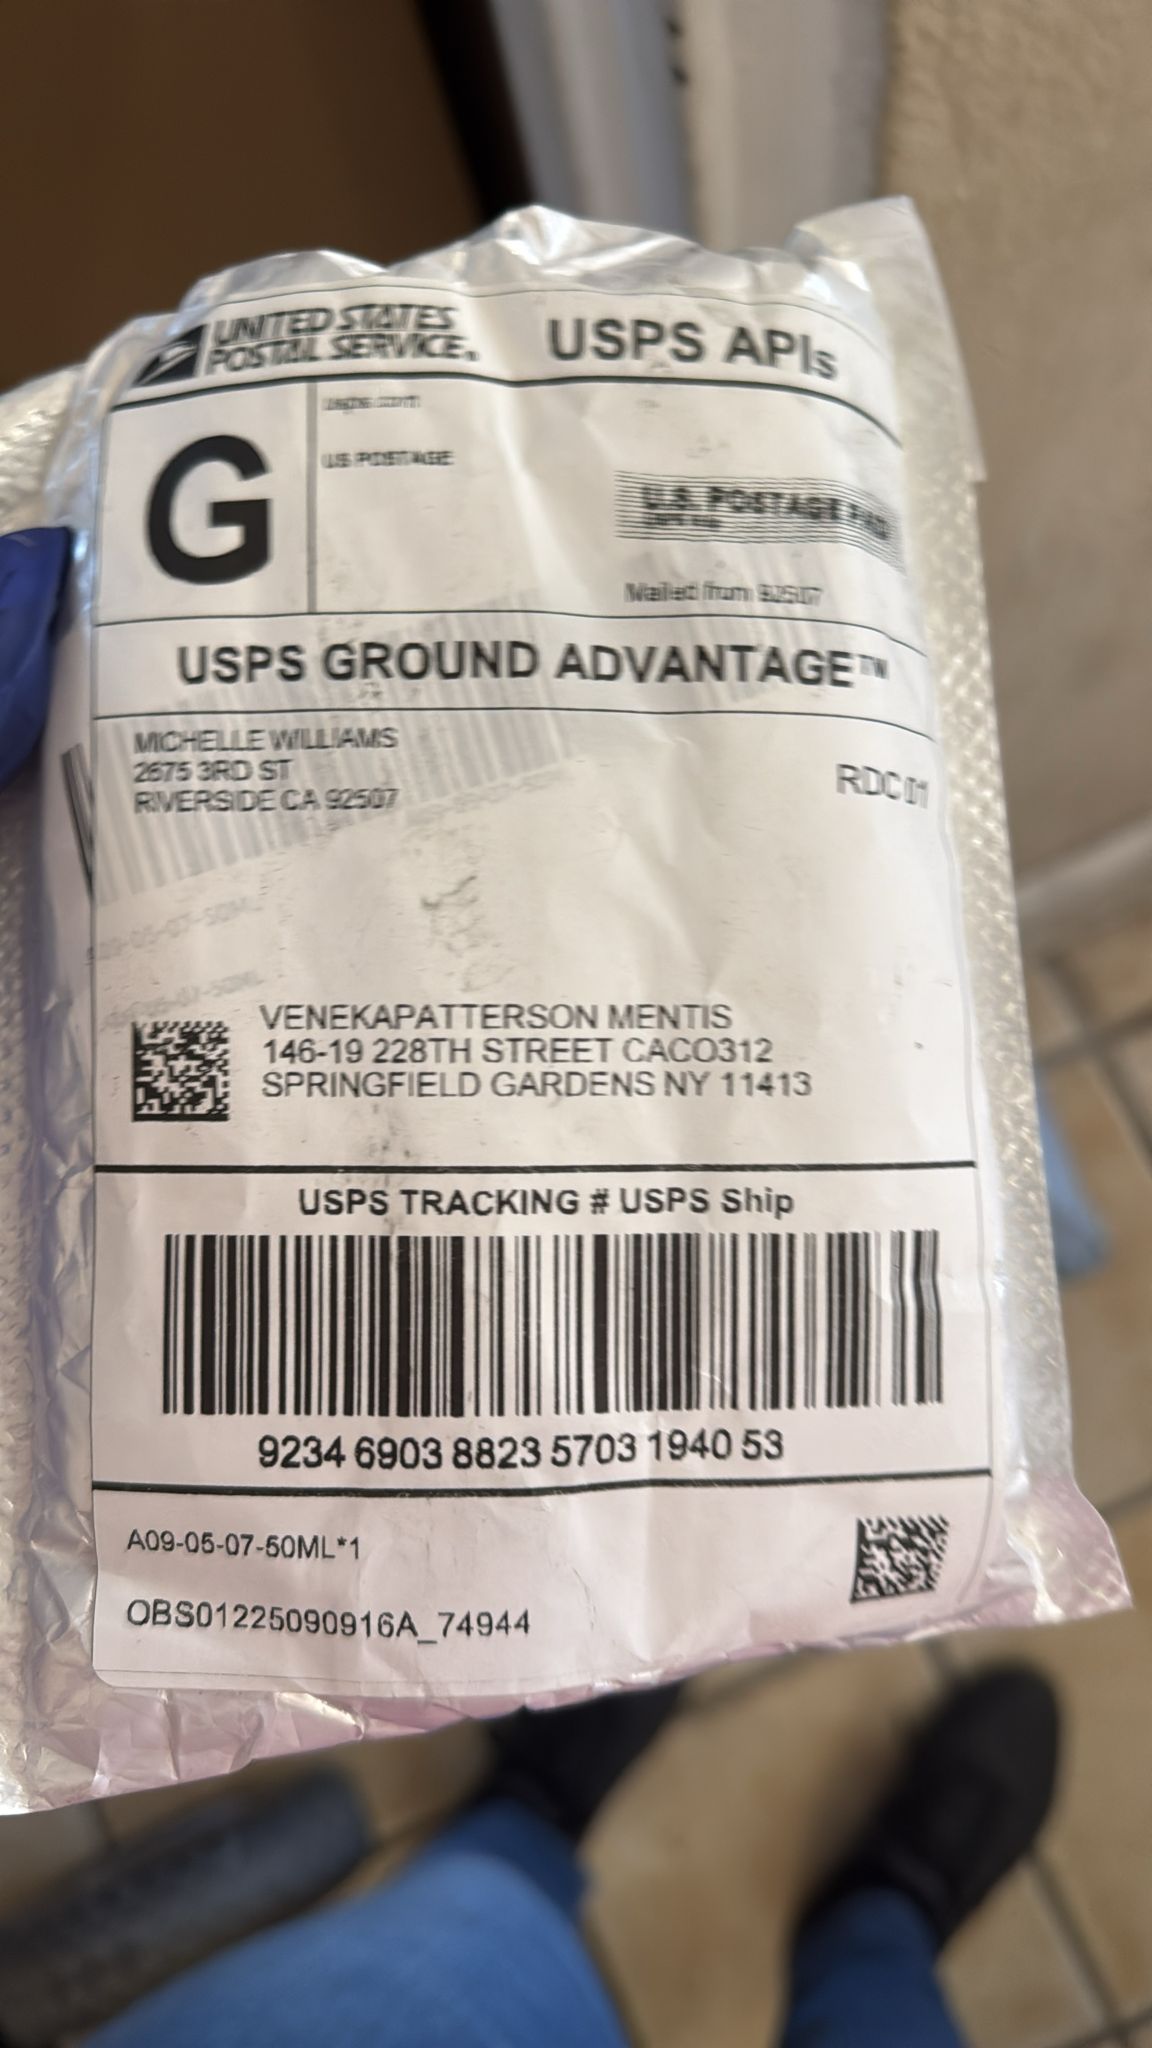 UNITED STATES
POSTAL SERVICE®
USPS APIs
G
usps.com
US POSTAGE
U.S. POSTAGE PAID
Mailed from 92507
USPS GROUND ADVANTAGE™
MICHELLE WILLIAMS
2675 3RD ST
RIVERSIDE CA 92507
RDC 01
VENEKAPATTERSON MENTIS
146-19 228TH STREET CACO312
SPRINGFIELD GARDENS NY 11413
USPS TRACKING # USPS Ship
9234 6903 8823 5703 1940 53
A09-05-07-50ML*1
OBS01225090916A_74944